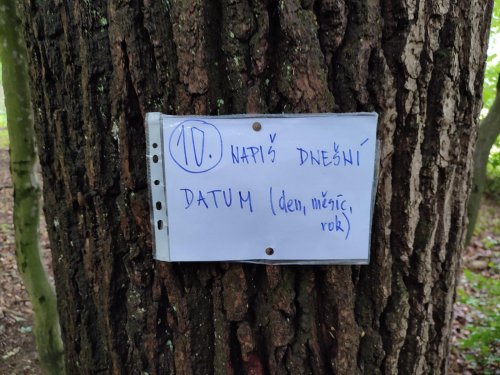 10. NAPIŠ DNEŠNÍ
DATUM (den, měsíc,
rok)